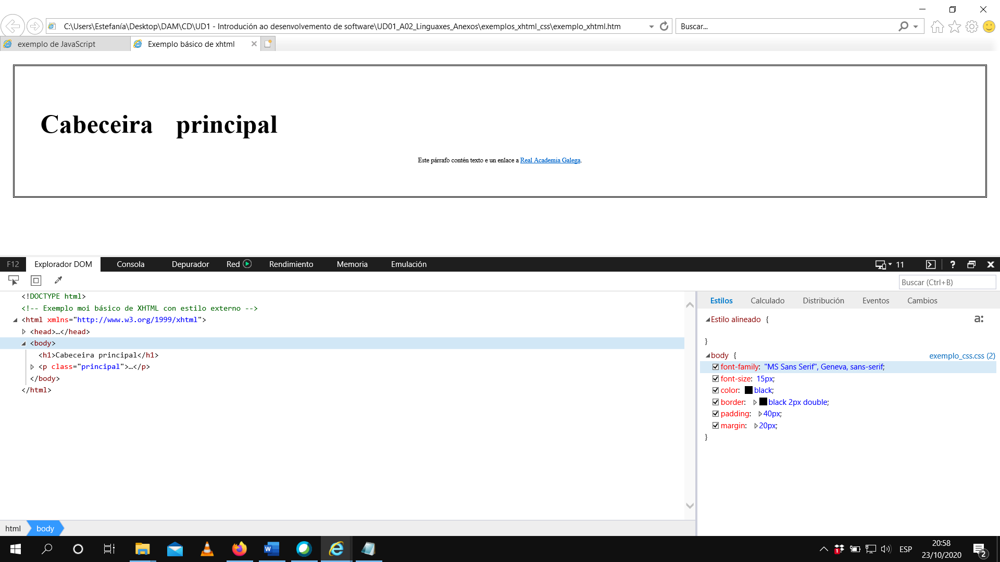 C:\Users\Estefanía\Desktop\DAM\CD\UD1 - Introdución ao desenvolvemento de software\UD01_A02_Linguaxes_Anexos\exemplos_xhtml_css\exemplo_xhtml.htm
Buscar...
exemplo de JavaScript
Exemplo básico de xhtml
Cabeceira principal
Este párrafo contén texto e un enlace a Real Academia Galega.
F12 Explorador DOM Consola Depurador Red Rendimiento Memoria Emulación 11 ?
Buscar (Ctrl+B)
<!DOCTYPE html>
<!-- Exemplo moi básico de XHTML con estilo externo -->
<html xmlns="http://www.w3.org/1999/xhtml">
<head>…</head>
<body>
<h1>Cabeceira principal</h1>
<p class="principal">…</p>
</body>
</html>
Estilos Calculado Distribución Eventos Cambios
Estilo alineado {
a:
}
body {
exemplo_css.css (2)
font-family: "MS Sans Serif", Geneva, sans-serif;
font-size: 15px;
color: black;
border: black 2px double;
padding: 40px;
margin: 20px;
}
html body
ESP
20:58
23/10/2020
1
2